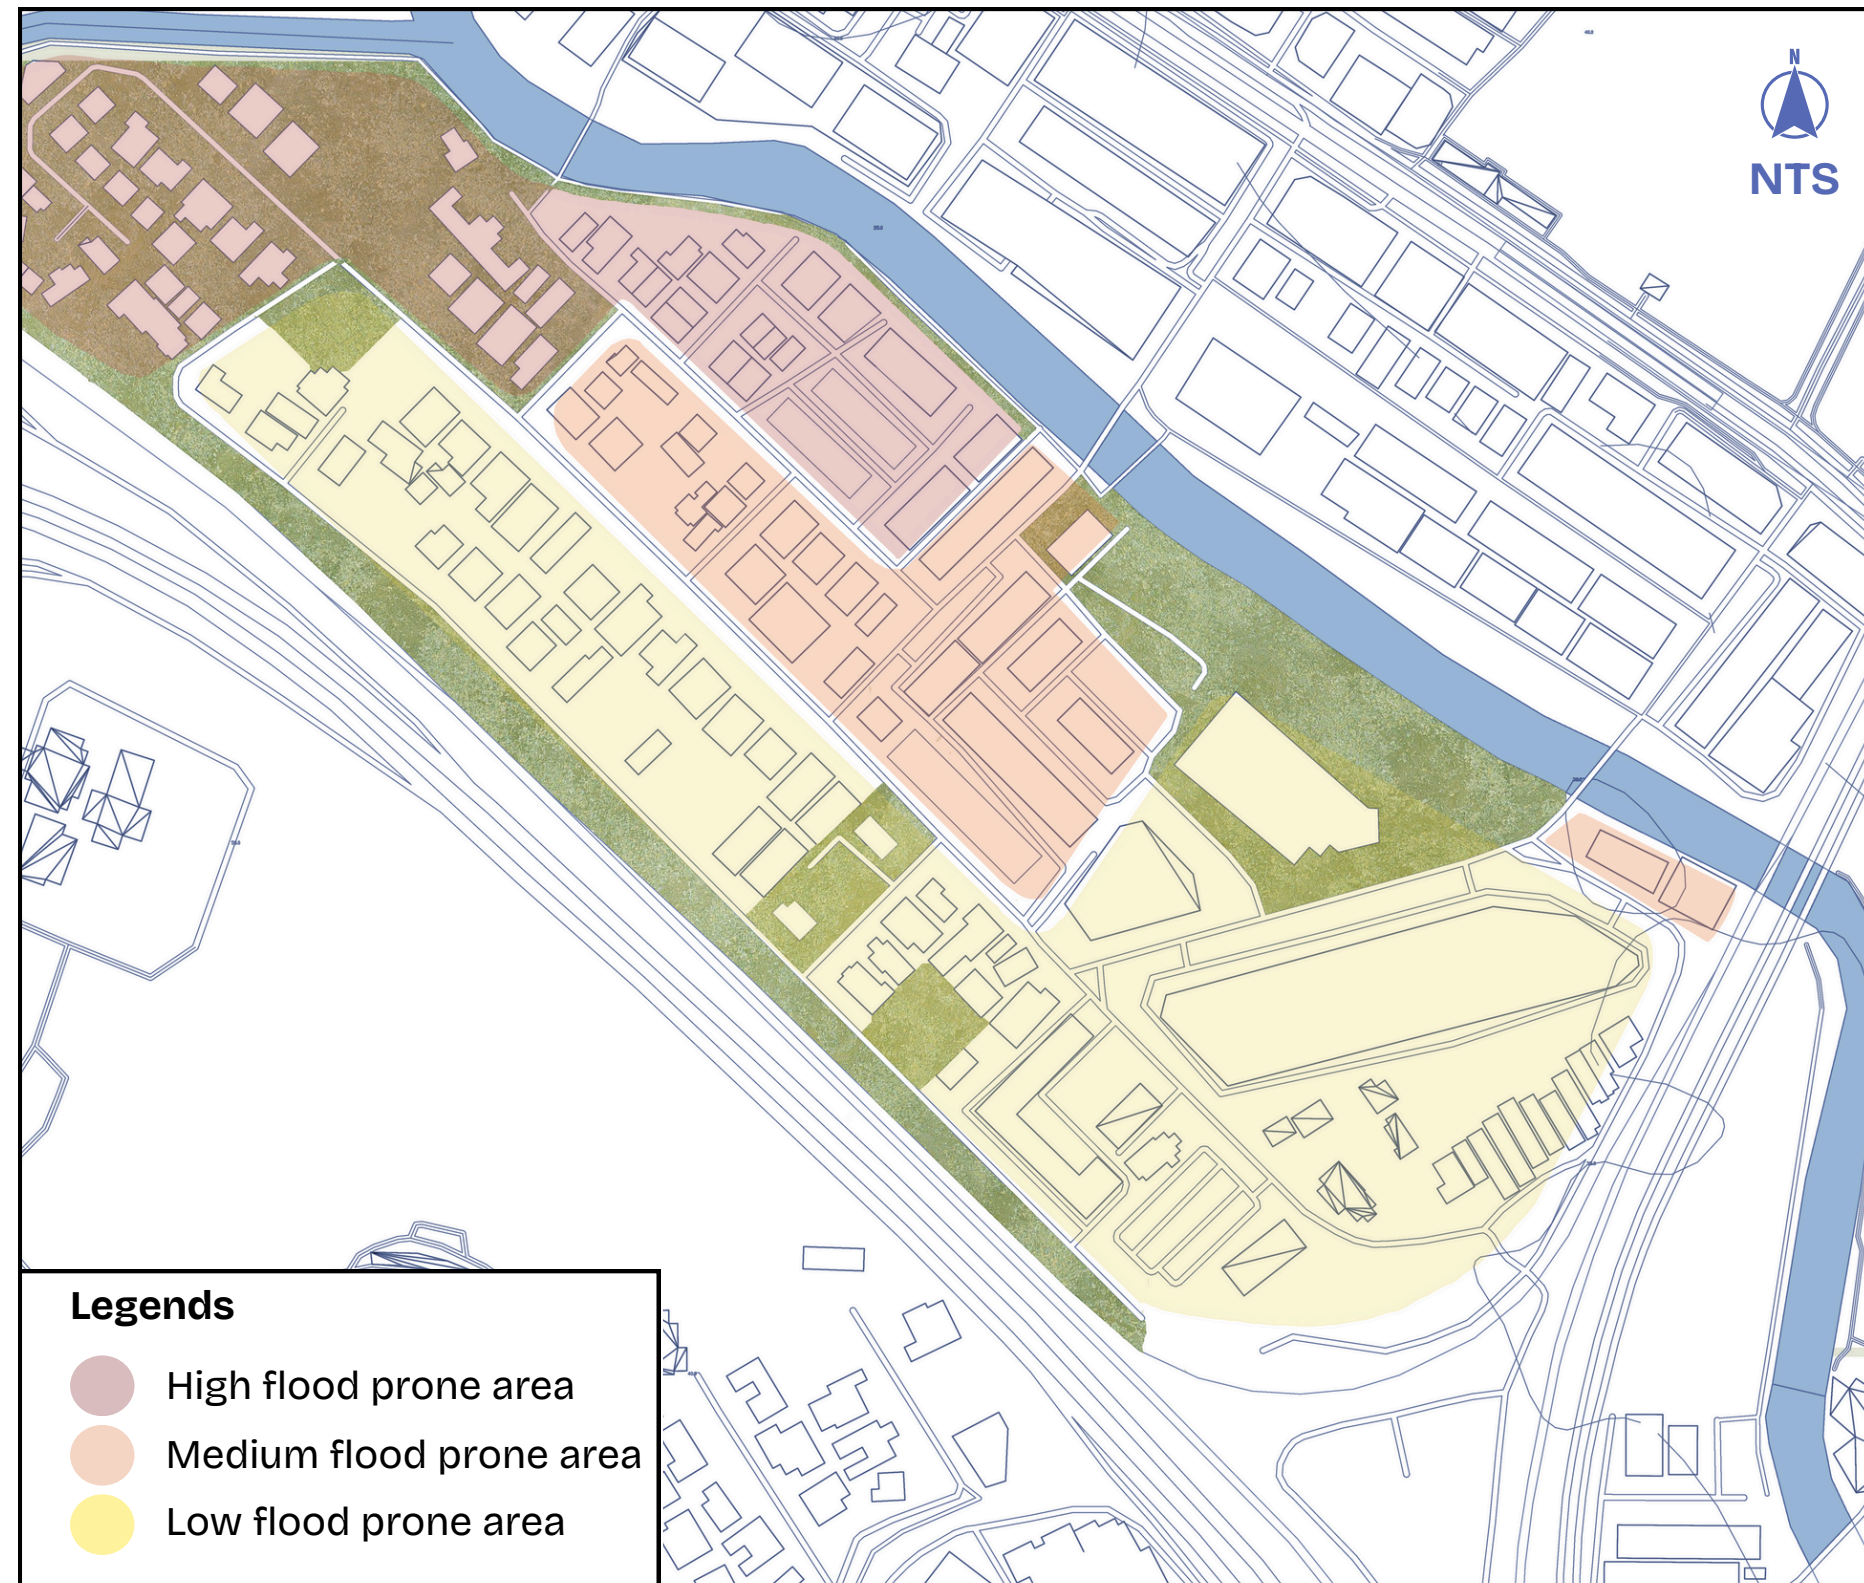 N
NTS
Legends
High flood prone area
Medium flood prone area
Low flood prone area